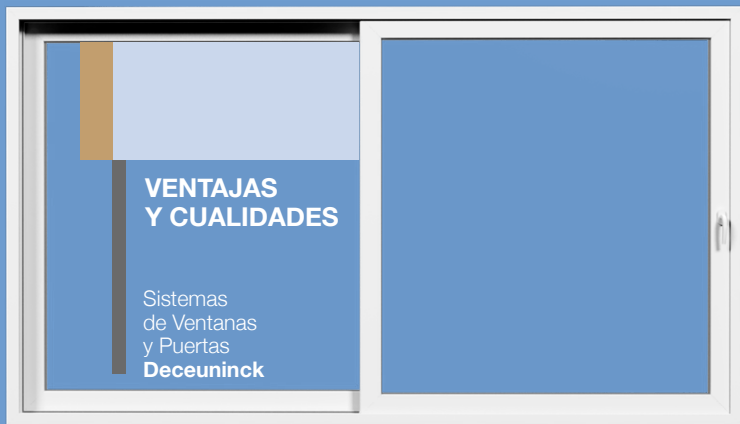 VENTAJAS
Y CUALIDADES
Sistemas
de Ventanas
y Puertas
Deceuninck